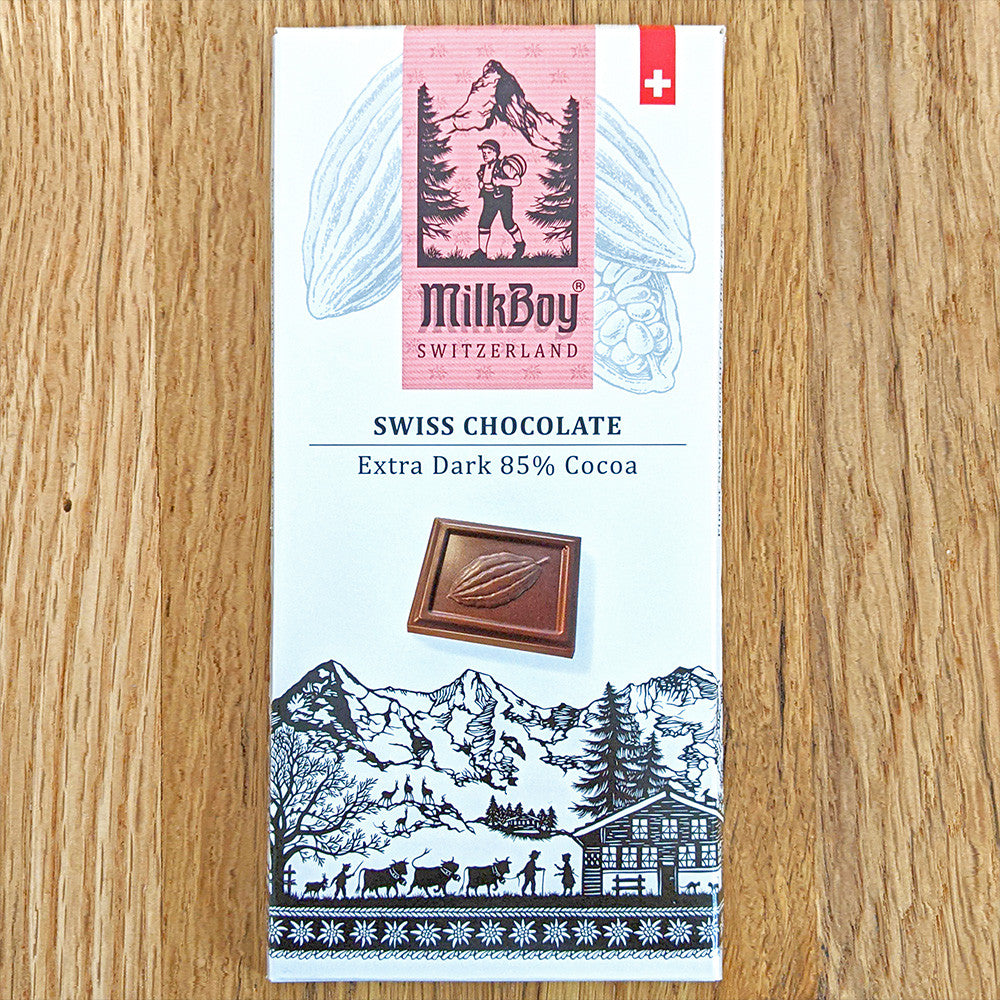 MilkBoy®
SWITZERLAND
SWISS CHOCOLATE
Extra Dark 85% Cocoa